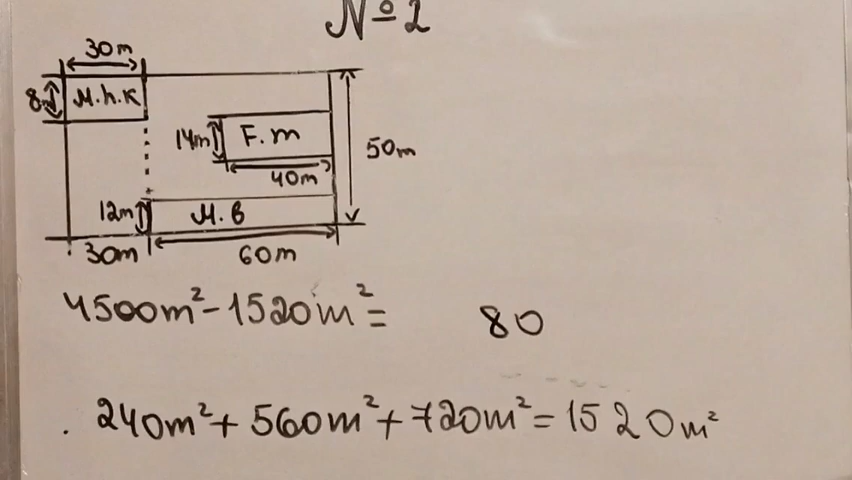 №2
30m
8m M.h.K
14m F.m 50m
40m
12m M.B
30m 60m
4500m²-1520m²= 80
. 240m²+560m²+720m²=1520m²